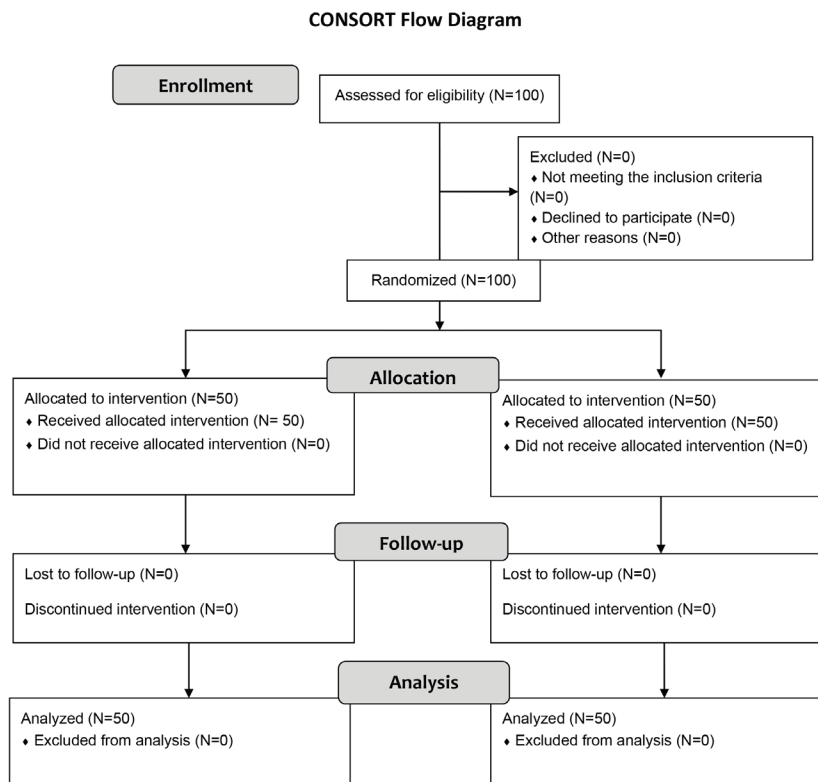 CONSORT Flow Diagram
Enrollment
Assessed for eligibility (N=100)
Excluded (N=0)
♦ Not meeting the inclusion criteria
(N=0)
♦ Declined to participate (N=0)
♦ Other reasons (N=0)
Randomized (N=100)
Allocation
Allocated to intervention (N=50)
♦ Received allocated intervention (N= 50)
♦ Did not receive allocated intervention (N=0)
Allocated to intervention (N=50)
♦ Received allocated intervention (N=50)
♦ Did not receive allocated intervention (N=0)
Follow-up
Lost to follow-up (N=0)
Discontinued intervention (N=0)
Lost to follow-up (N=0)
Discontinued intervention (N=0)
Analysis
Analyzed (N=50)
♦ Excluded from analysis (N=0)
Analyzed (N=50)
♦ Excluded from analysis (N=0)